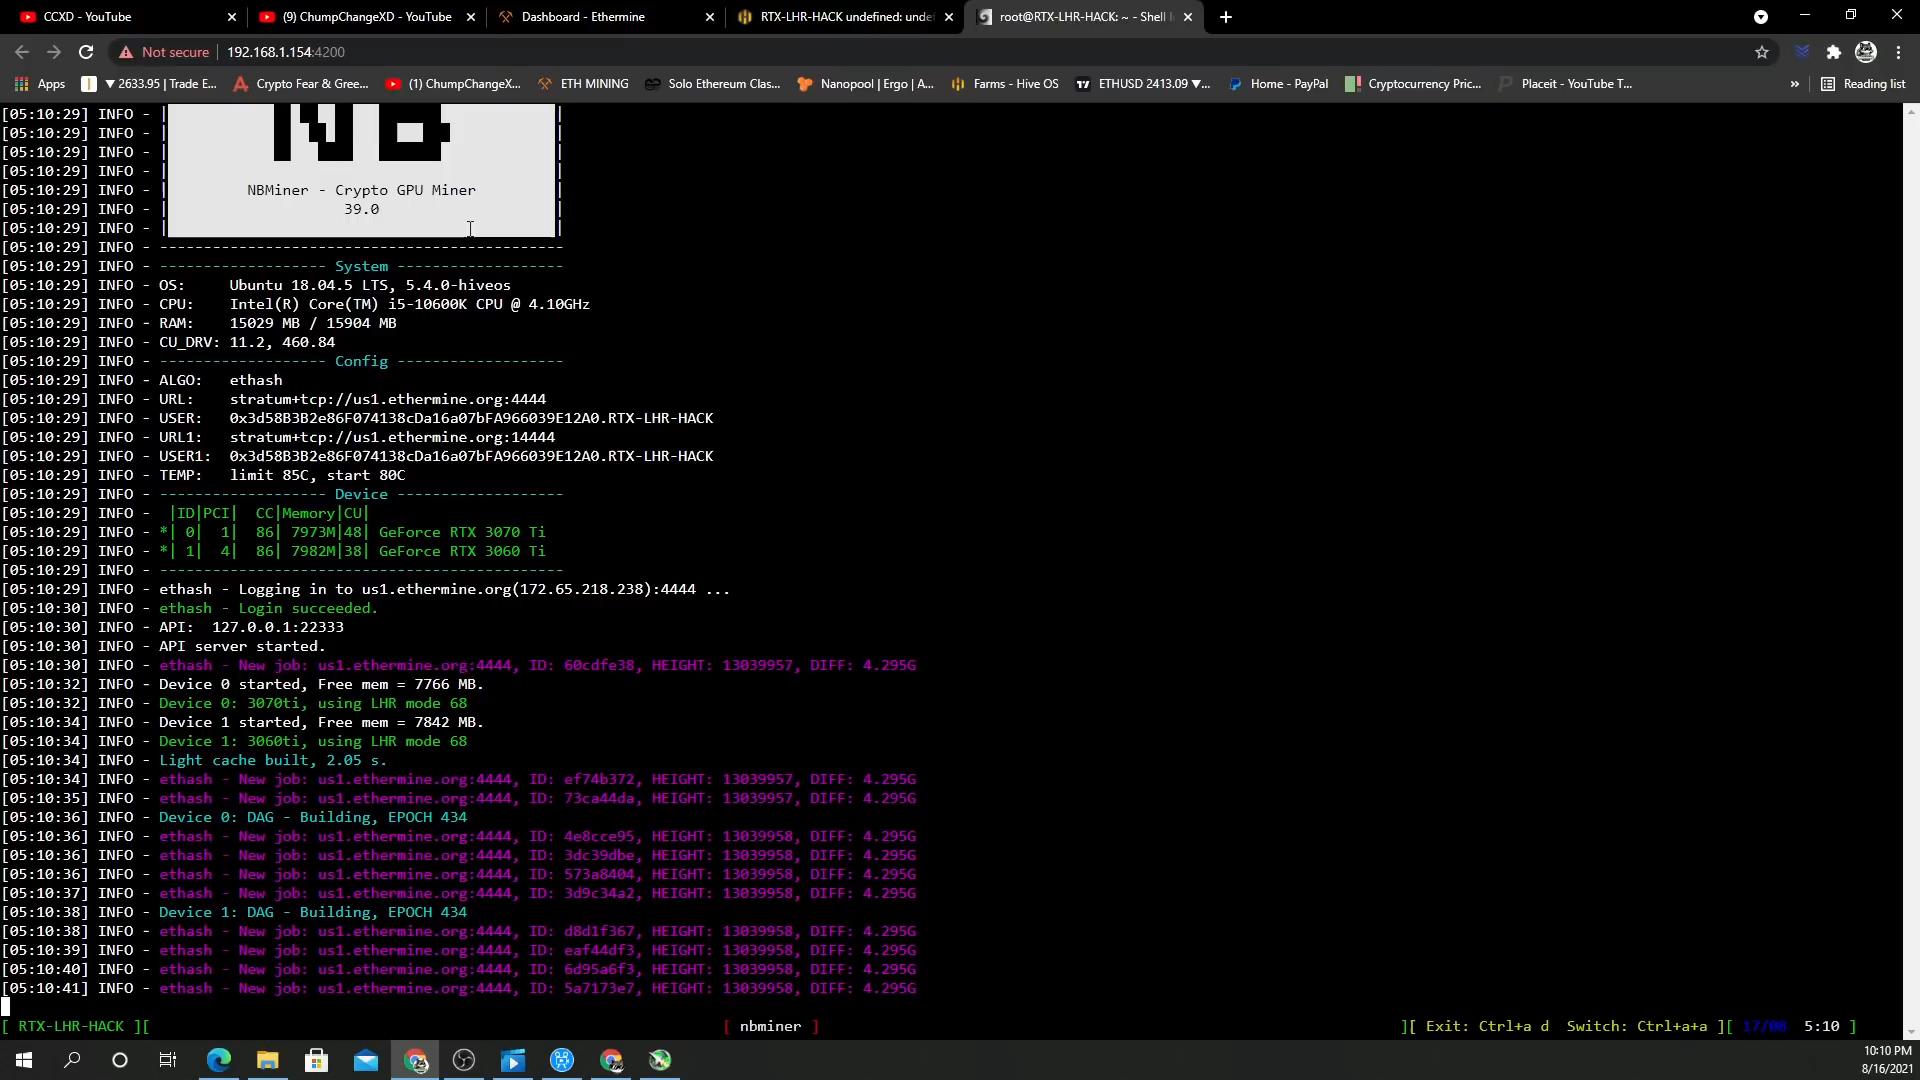 CCXD - YouTube
(9) ChumpChangeXD - YouTube
Dashboard - Ethermine
RTX-LHR-HACK undefined: unde
root@RTX-LHR-HACK: ~ - Shell I
Not secure
192.168.1.154:4200
Apps
▼ 2633.95 | Trade E...
Crypto Fear & Gree...
(1) ChumpChangeX...
ETH MINING
Solo Ethereum Clas...
Nanopool | Ergo | A...
Farms - Hive OS
ETHUSD 2413.09 ▼...
Home - PayPal
Cryptocurrency Pric...
Placeit - YouTube T...
»
Reading list
[05:10:29] INFO - | |
[05:10:29] INFO - | NB |
[05:10:29] INFO - | |
[05:10:29] INFO - | |
[05:10:29] INFO - | NBMiner - Crypto GPU Miner |
[05:10:29] INFO - | 39.0 |
[05:10:29] INFO - | |
[05:10:29] INFO - ----------------------------------------------
[05:10:29] INFO - ------------------- System -------------------
[05:10:29] INFO - OS: Ubuntu 18.04.5 LTS, 5.4.0-hiveos
[05:10:29] INFO - CPU: Intel(R) Core(TM) i5-10600K CPU @ 4.10GHz
[05:10:29] INFO - RAM: 15029 MB / 15904 MB
[05:10:29] INFO - CU_DRV: 11.2, 460.84
[05:10:29] INFO - ------------------- Config -------------------
[05:10:29] INFO - ALGO: ethash
[05:10:29] INFO - URL: stratum+tcp://us1.ethermine.org:4444
[05:10:29] INFO - USER: 0x3d58B3B2e86F074138cDa16a07bFA966039E12A0.RTX-LHR-HACK
[05:10:29] INFO - URL1: stratum+tcp://us1.ethermine.org:14444
[05:10:29] INFO - USER1: 0x3d58B3B2e86F074138cDa16a07bFA966039E12A0.RTX-LHR-HACK
[05:10:29] INFO - TEMP: limit 85C, start 80C
[05:10:29] INFO - ------------------- Device -------------------
[05:10:29] INFO - |ID|PCI| CC|Memory|CU|
[05:10:29] INFO - *| 0| 1| 86| 7973M|48| GeForce RTX 3070 Ti
[05:10:29] INFO - *| 1| 4| 86| 7982M|38| GeForce RTX 3060 Ti
[05:10:29] INFO - ----------------------------------------------
[05:10:29] INFO - ethash - Logging in to us1.ethermine.org(172.65.218.238):4444 ...
[05:10:30] INFO - ethash - Login succeeded.
[05:10:30] INFO - API: 127.0.0.1:22333
[05:10:30] INFO - API server started.
[05:10:30] INFO - ethash - New job: us1.ethermine.org:4444, ID: 60cdfe38, HEIGHT: 13039957, DIFF: 4.295G
[05:10:32] INFO - Device 0 started, Free mem = 7766 MB.
[05:10:32] INFO - Device 0: 3070ti, using LHR mode 68
[05:10:34] INFO - Device 1 started, Free mem = 7842 MB.
[05:10:34] INFO - Device 1: 3060ti, using LHR mode 68
[05:10:34] INFO - Light cache built, 2.05 s.
[05:10:34] INFO - ethash - New job: us1.ethermine.org:4444, ID: ef74b372, HEIGHT: 13039957, DIFF: 4.295G
[05:10:35] INFO - ethash - New job: us1.ethermine.org:4444, ID: 73ca44da, HEIGHT: 13039957, DIFF: 4.295G
[05:10:36] INFO - Device 0: DAG - Building, EPOCH 434
[05:10:36] INFO - ethash - New job: us1.ethermine.org:4444, ID: 4e8cce95, HEIGHT: 13039958, DIFF: 4.295G
[05:10:36] INFO - ethash - New job: us1.ethermine.org:4444, ID: 3dc39dbe, HEIGHT: 13039958, DIFF: 4.295G
[05:10:36] INFO - ethash - New job: us1.ethermine.org:4444, ID: 573a8404, HEIGHT: 13039958, DIFF: 4.295G
[05:10:37] INFO - ethash - New job: us1.ethermine.org:4444, ID: 3d9c34a2, HEIGHT: 13039958, DIFF: 4.295G
[05:10:38] INFO - Device 1: DAG - Building, EPOCH 434
[05:10:38] INFO - ethash - New job: us1.ethermine.org:4444, ID: d8d1f367, HEIGHT: 13039958, DIFF: 4.295G
[05:10:39] INFO - ethash - New job: us1.ethermine.org:4444, ID: eaf44df3, HEIGHT: 13039958, DIFF: 4.295G
[05:10:40] INFO - ethash - New job: us1.ethermine.org:4444, ID: 6d95a6f3, HEIGHT: 13039958, DIFF: 4.295G
[05:10:41] INFO - ethash - New job: us1.ethermine.org:4444, ID: 5a7173e7, HEIGHT: 13039958, DIFF: 4.295G
[ RTX-LHR-HACK ][ [ nbminer ] ][ Exit: Ctrl+a d Switch: Ctrl+a+a ][ 17/08 5:10 ]
10:10 PM
8/16/2021